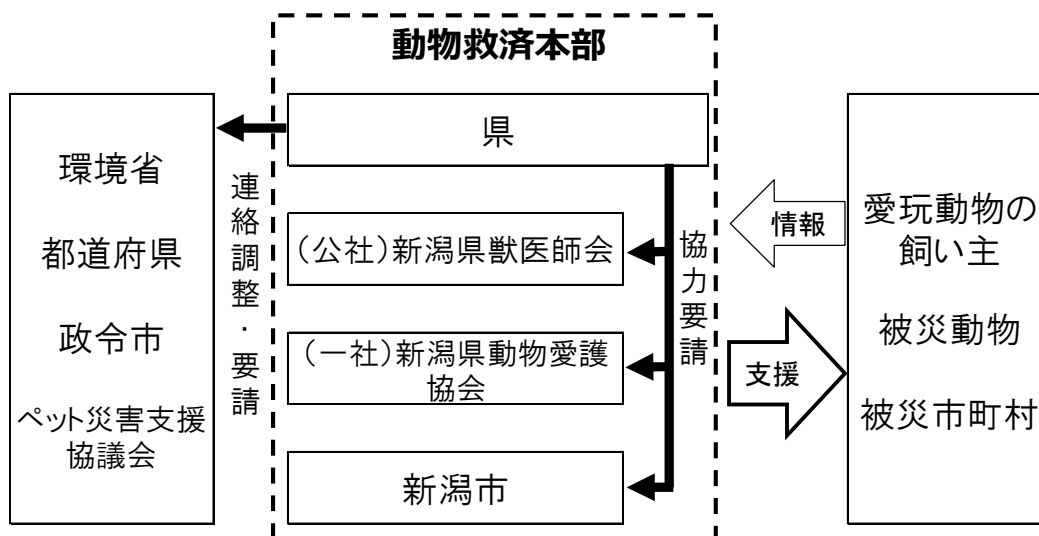 動物救済本部
環境省
都道府県
政令市
ペット災害支援
協議会
連絡調整・要請
県
(公社)新潟県獣医師会
(一社)新潟県動物愛護
協会
新潟市
協力要請
情報
支援
愛玩動物の
飼い主
被災動物
被災市町村